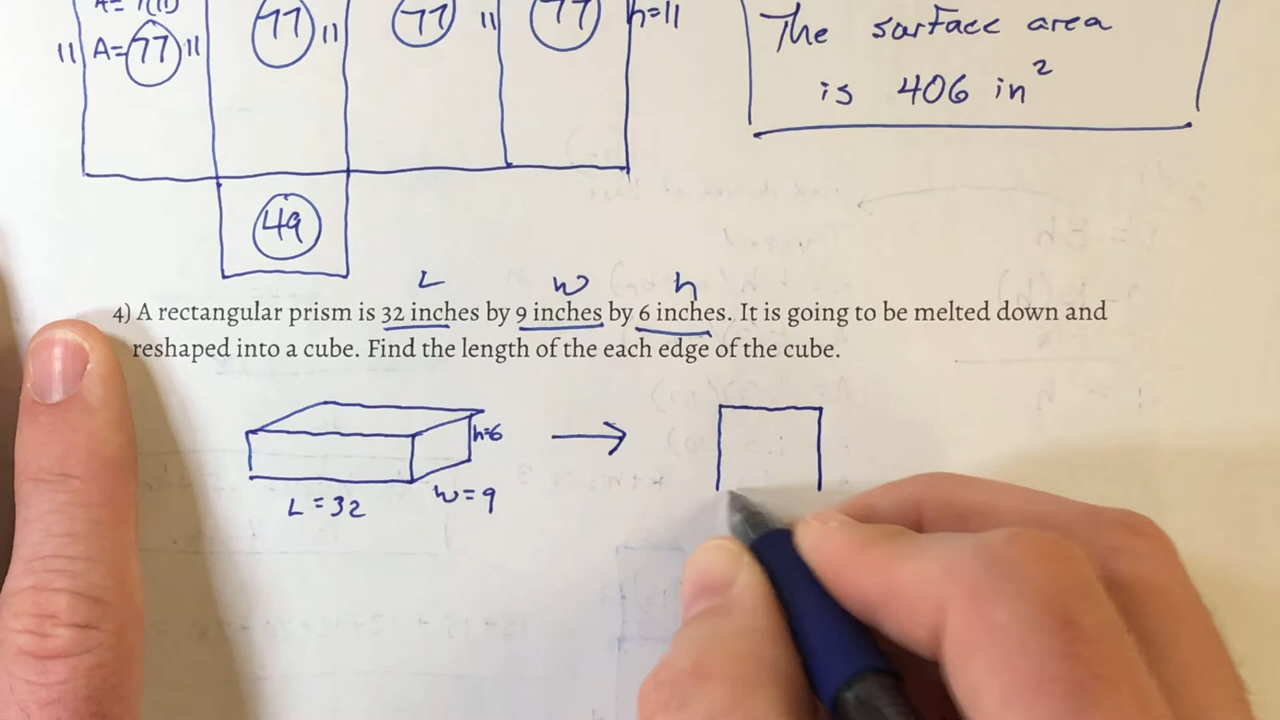 A= 7(11)
11 A=77 11
77 11
77 11
77 h=11
The surface area
is 406 in²
49
L w h
4) A rectangular prism is 32 inches by 9 inches by 6 inches. It is going to be melted down and
reshaped into a cube. Find the length of the each edge of the cube.
h=6
L=32
w=9